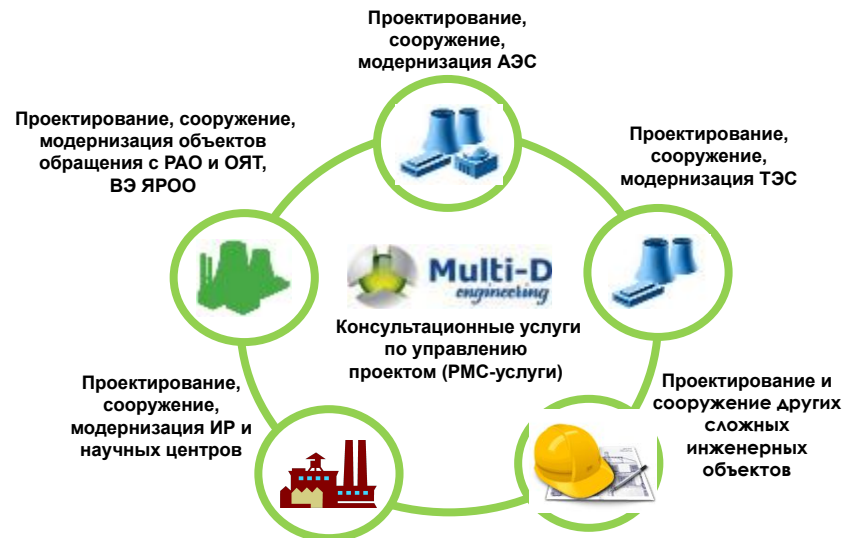 Проектирование,
сооружение,
модернизация АЭС
Проектирование, сооружение,
модернизация объектов
обращения с РАО и ОЯТ,
ВЭ ЯРОО
Проектирование,
сооружение,
модернизация ТЭС
Multi-D
engineering
Консультационные услуги
по управлению
проектом (РМС-услуги)
Проектирование,
сооружение,
модернизация ИР и
научных центров
Проектирование и
сооружение других
сложных
инженерных
объектов